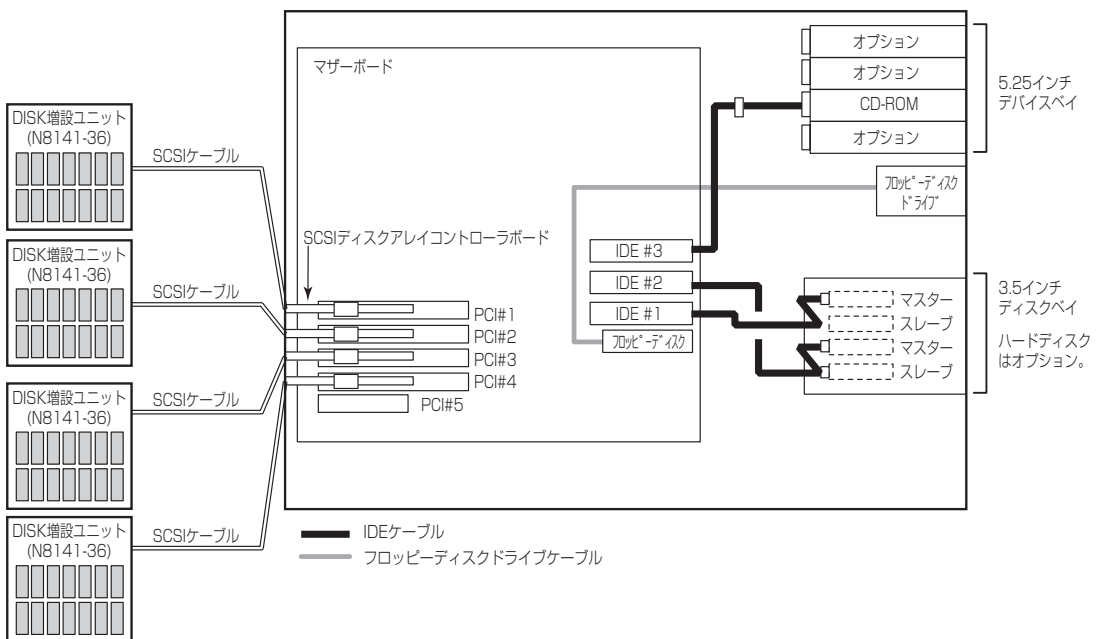 マザーボード
オプション
オプション
CD-ROM
オプション
5.25インチ
デバイスベイ
フロッピーディスク
ドライブ
DISK増設ユニット
(N8141-36)
SCSIケーブル
DISK増設ユニット
(N8141-36)
SCSIケーブル
DISK増設ユニット
(N8141-36)
SCSIケーブル
DISK増設ユニット
(N8141-36)
SCSIケーブル
SCSIディスクアレイコントローラボード
PCI#1
PCI#2
PCI#3
PCI#4
PCI#5
IDE #3
IDE #2
IDE #1
フロッピーディスク
マスター
スレーブ
マスター
スレーブ
3.5インチ
ディスクベイ
ハードディスク
はオプション。
IDEケーブル
フロッピーディスクドライブケーブル